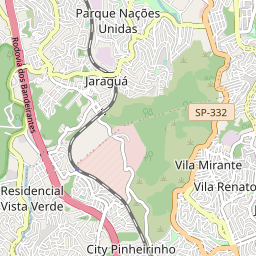 Parque Nações
Unidas
Rodovia dos Bandeirantes
Jaraguá
SP-332
Vila Mirante
Vila Renato
Residencial
Vista Verde
City Pinheirinho